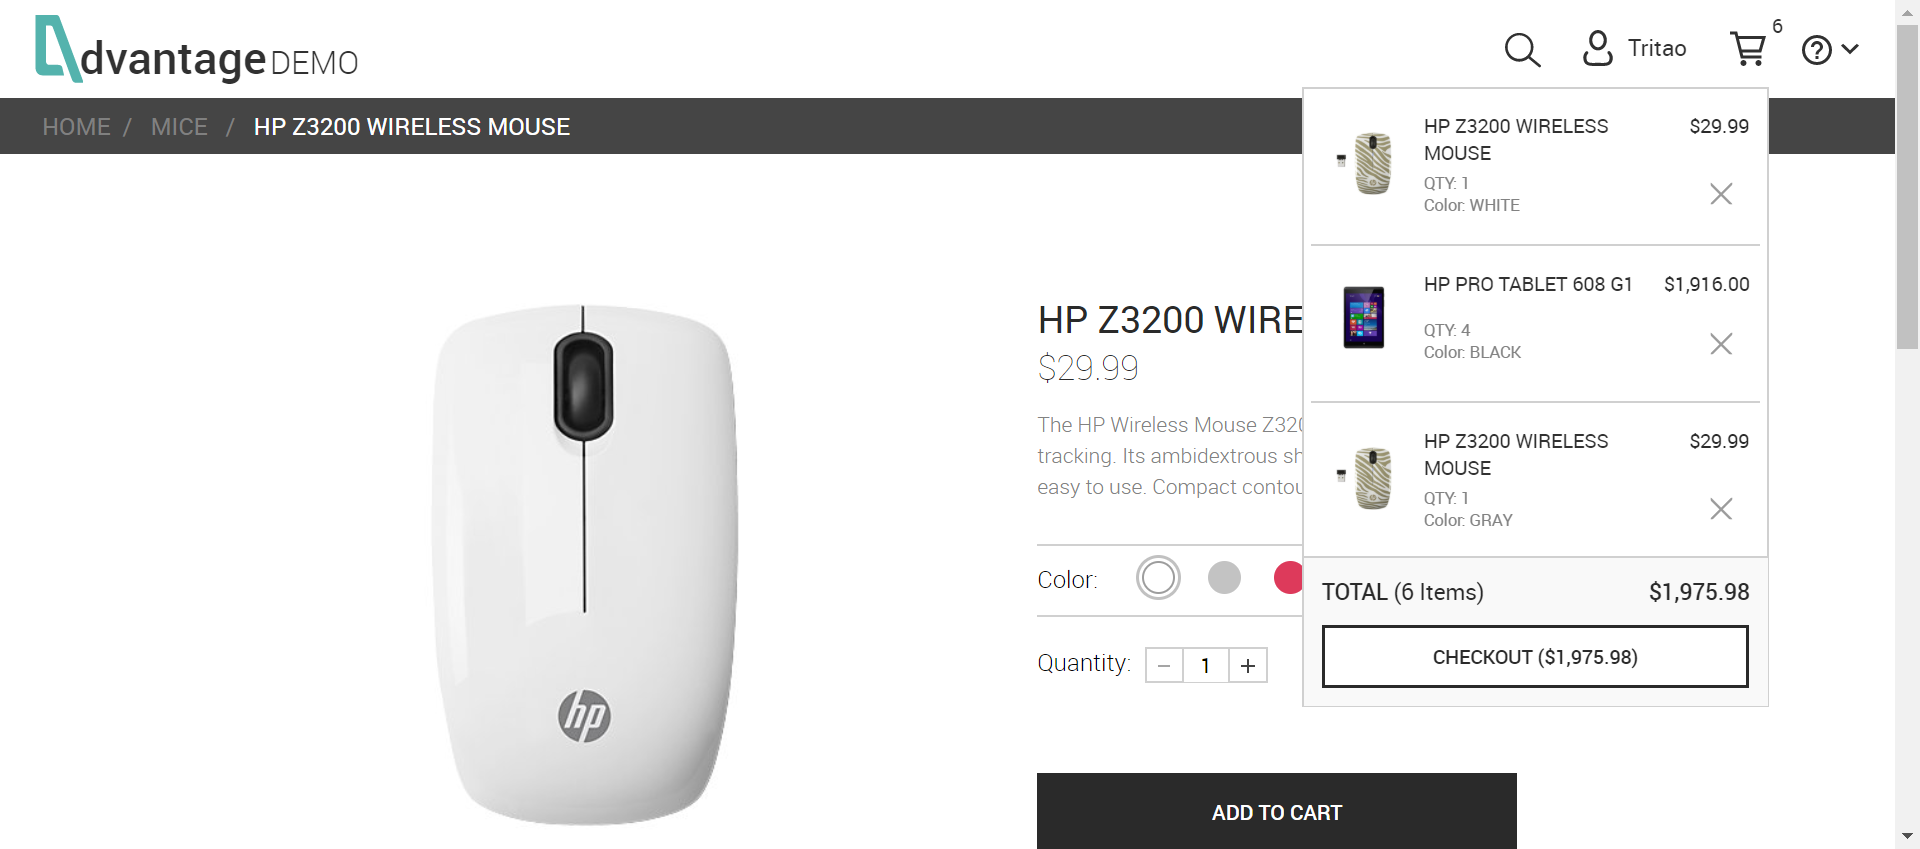 dvantage DEMO
Tritao
6
HOME / MICE / HP Z3200 WIRELESS MOUSE
HP Z3200 WIRELESS
MOUSE
$29.99
QTY: 1
Color: WHITE
HP PRO TABLET 608 G1
$1,916.00
QTY: 4
Color: BLACK
HP Z3200 WIRELESS
MOUSE
$29.99
QTY: 1
Color: GRAY
TOTAL (6 Items)
$1,975.98
CHECKOUT ($1,975.98)
hp
HP Z3200 WIRE
$29.99
The HP Wireless Mouse Z320
tracking. Its ambidextrous sh
easy to use. Compact contou
Color:
Quantity:
− 1 +
ADD TO CART